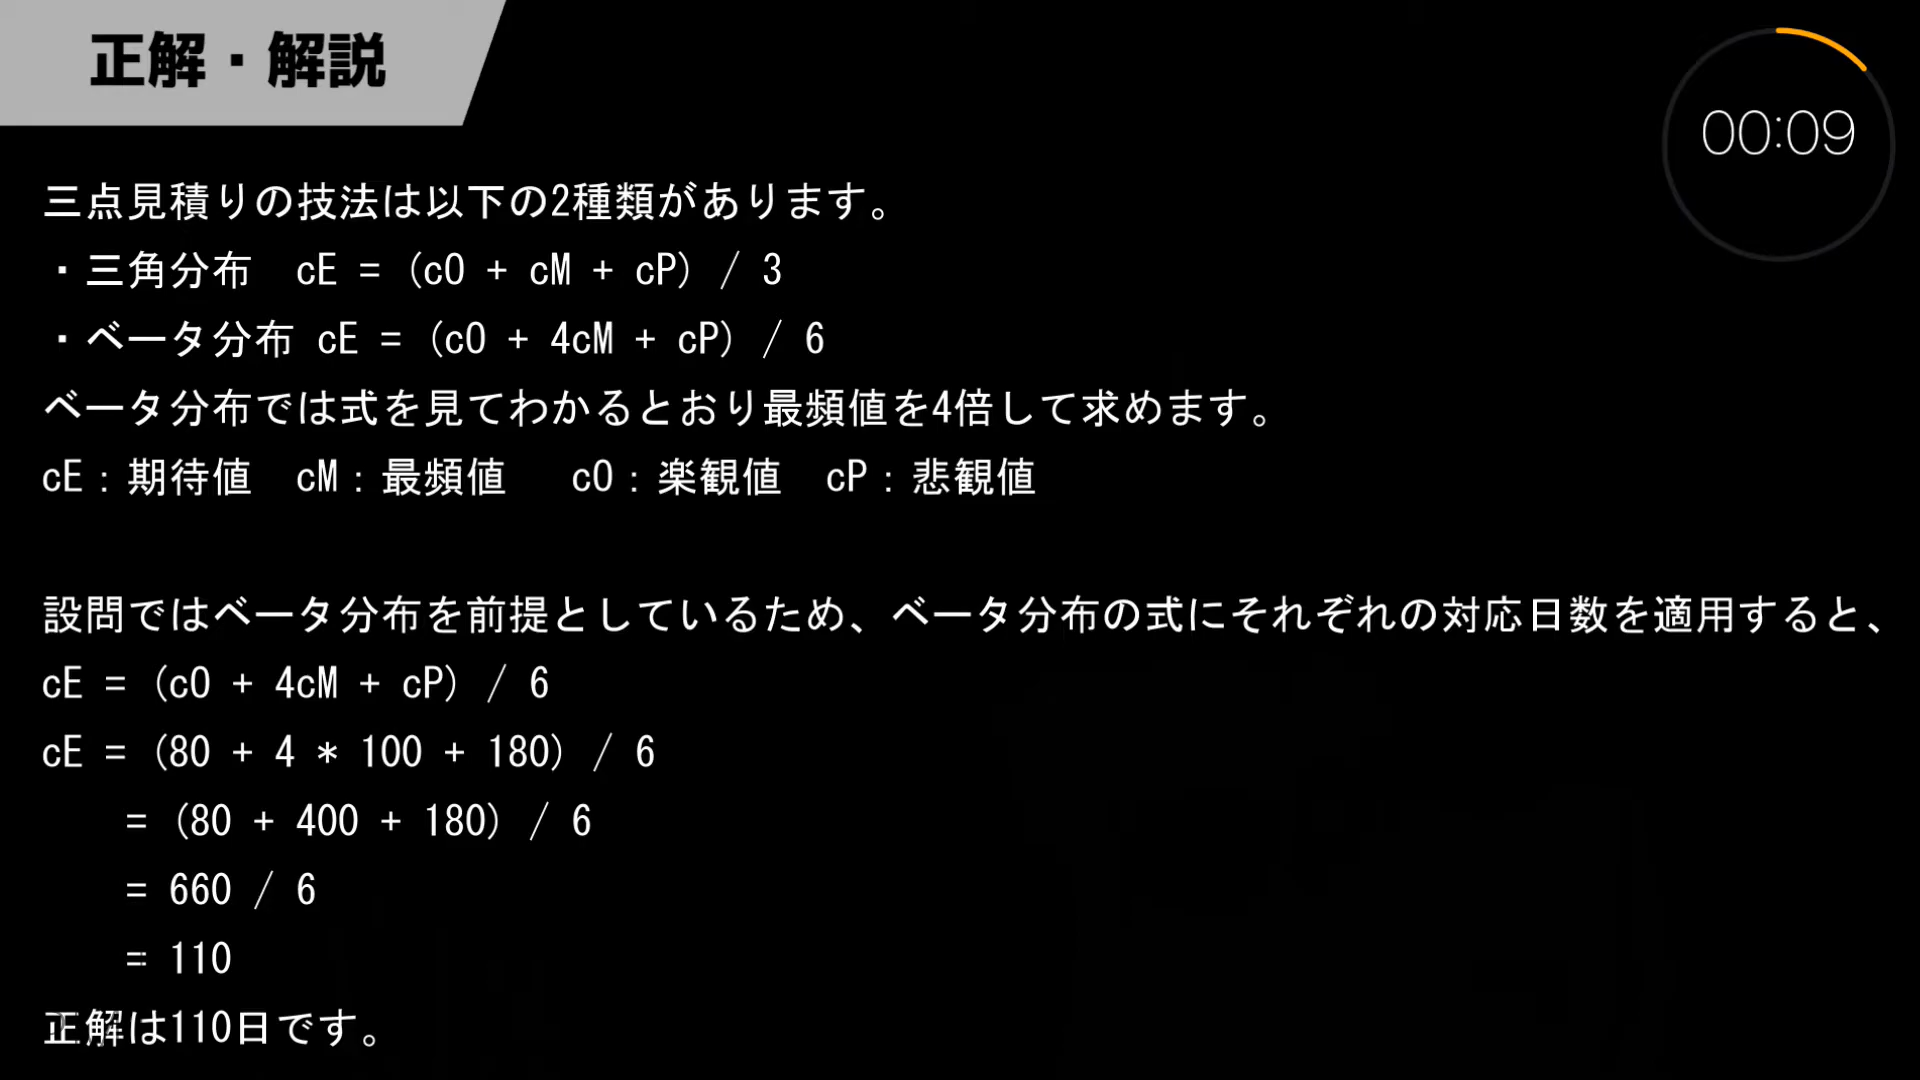 正解・解説
00:09
三点見積りの技法は以下の2種類があります。
・三角分布　cE = (cO + cM + cP) / 3
・ベータ分布 cE = (cO + 4cM + cP) / 6
ベータ分布では式を見てわかるとおり最頻値を4倍して求めます。
cE：期待値　cM：最頻値　 cO：楽観値　cP：悲観値
設問ではベータ分布を前提としているため、ベータ分布の式にそれぞれの対応日数を適用すると、
cE = (cO + 4cM + cP) / 6
cE = (80 + 4 * 100 + 180) / 6
= (80 + 400 + 180) / 6
= 660 / 6
= 110
正解は110日です。